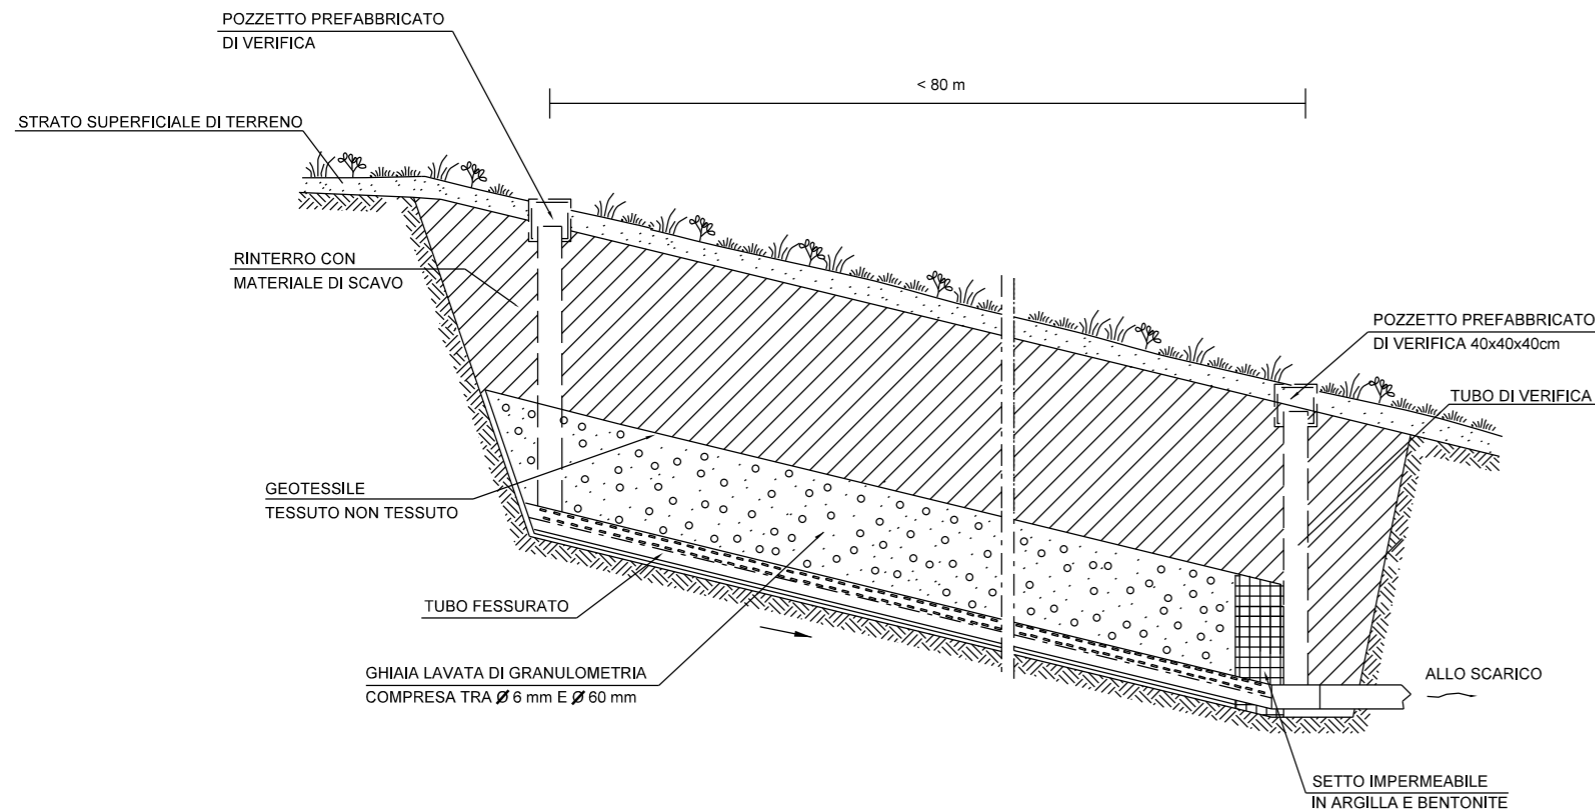 POZZETTO PREFABBRICATO
DI VERIFICA
< 80 m
STRATO SUPERFICIALE DI TERRENO
RINTERRO CON
MATERIALE DI SCAVO
POZZETTO PREFABBRICATO
DI VERIFICA 40x40x40cm
TUBO DI VERIFICA
GEOTESSILE
TESSUTO NON TESSUTO
TUBO FESSURATO
GHIAIA LAVATA DI GRANULOMETRIA
COMPRESA TRA Ø 6 mm E Ø 60 mm
ALLO SCARICO
SETTO IMPERMEABILE
IN ARGILLA E BENTONITE